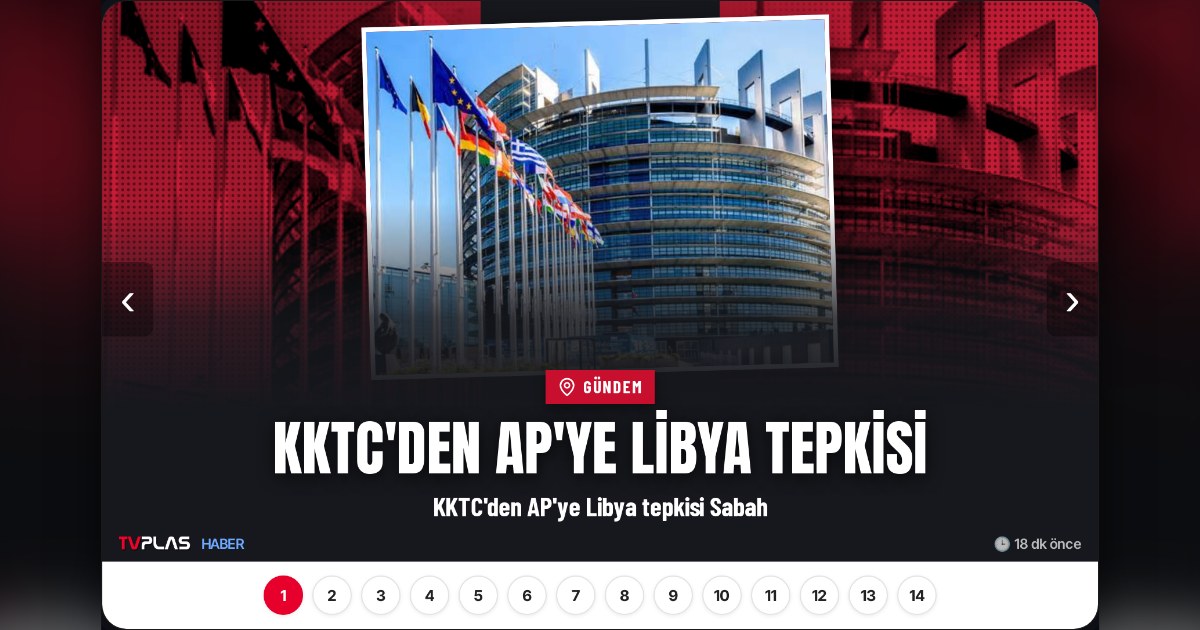 GÜNDEM
KKTC'DEN AP'YE LİBYA TEPKİSİ
KKTC'den AP'ye Libya tepkisi Sabah
TVPLAS HABER
18 dk önce
1 2 3 4 5 6 7 8 9 10 11 12 13 14